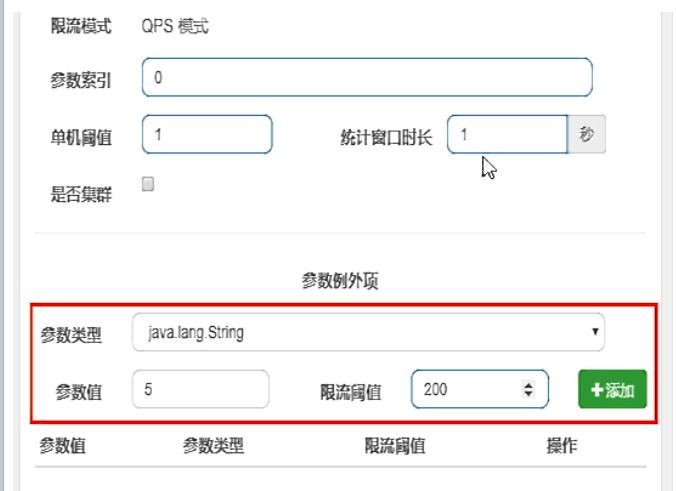 限流模式 QPS 模式
参数索引 0
单机阈值 1 统计窗口时长 1 秒
是否集群
参数例外项
参数类型 java.lang.String
参数值 5 限流阈值 200 +添加
参数值 参数类型 限流阈值 操作